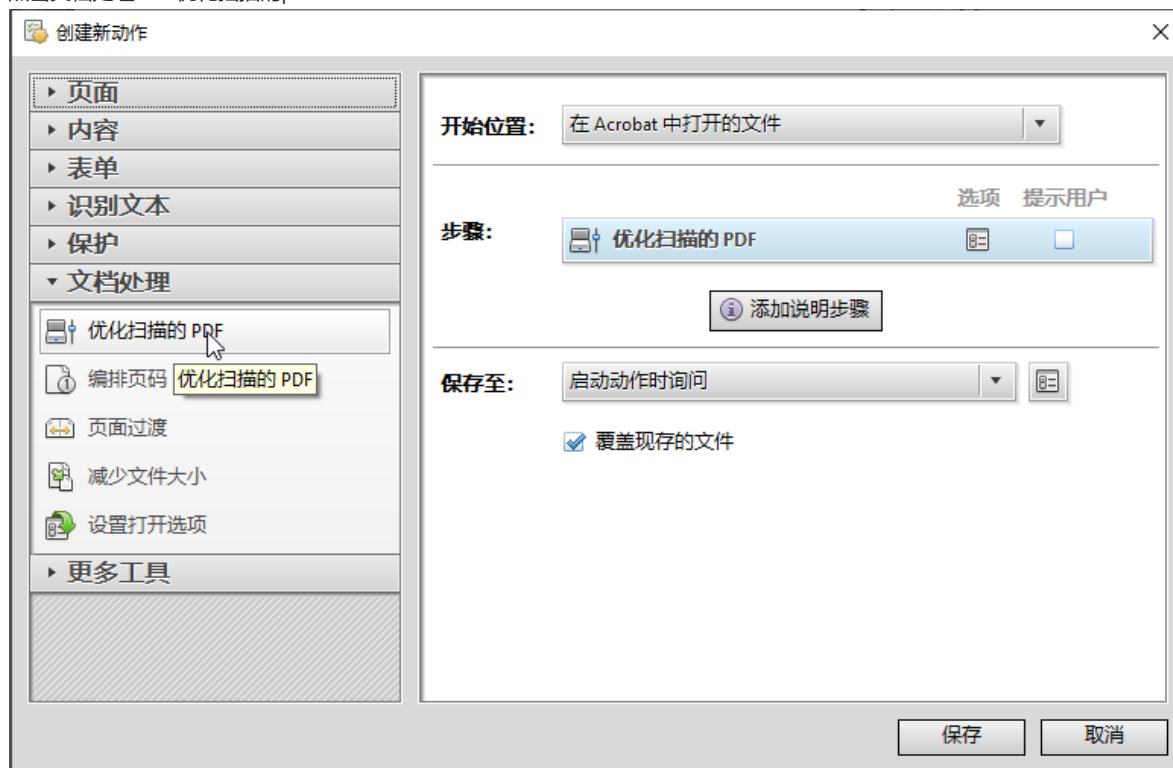 创建新动作
页面
内容
表单
识别文本
保护
文档处理
优化扫描的 PDF
编排页码
优化扫描的 PDF
页面过渡
减少文件大小
设置打开选项
更多工具
开始位置:
在 Acrobat 中打开的文件
选项 提示用户
步骤:
优化扫描的 PDF
添加说明步骤
保存至:
启动动作时询问
覆盖现存的文件
保存
取消